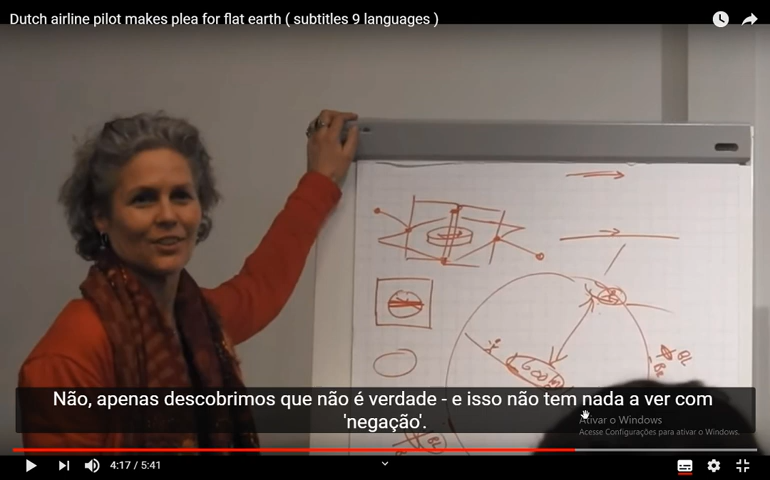 Dutch airline pilot makes plea for flat earth ( subtitles 9 languages )
Não, apenas descobrimos que não é verdade - e isso não tem nada a ver com
'negação'.
Ativar o Windows
Acesse Configurações para ativar o Windows.
4:17 / 5:41